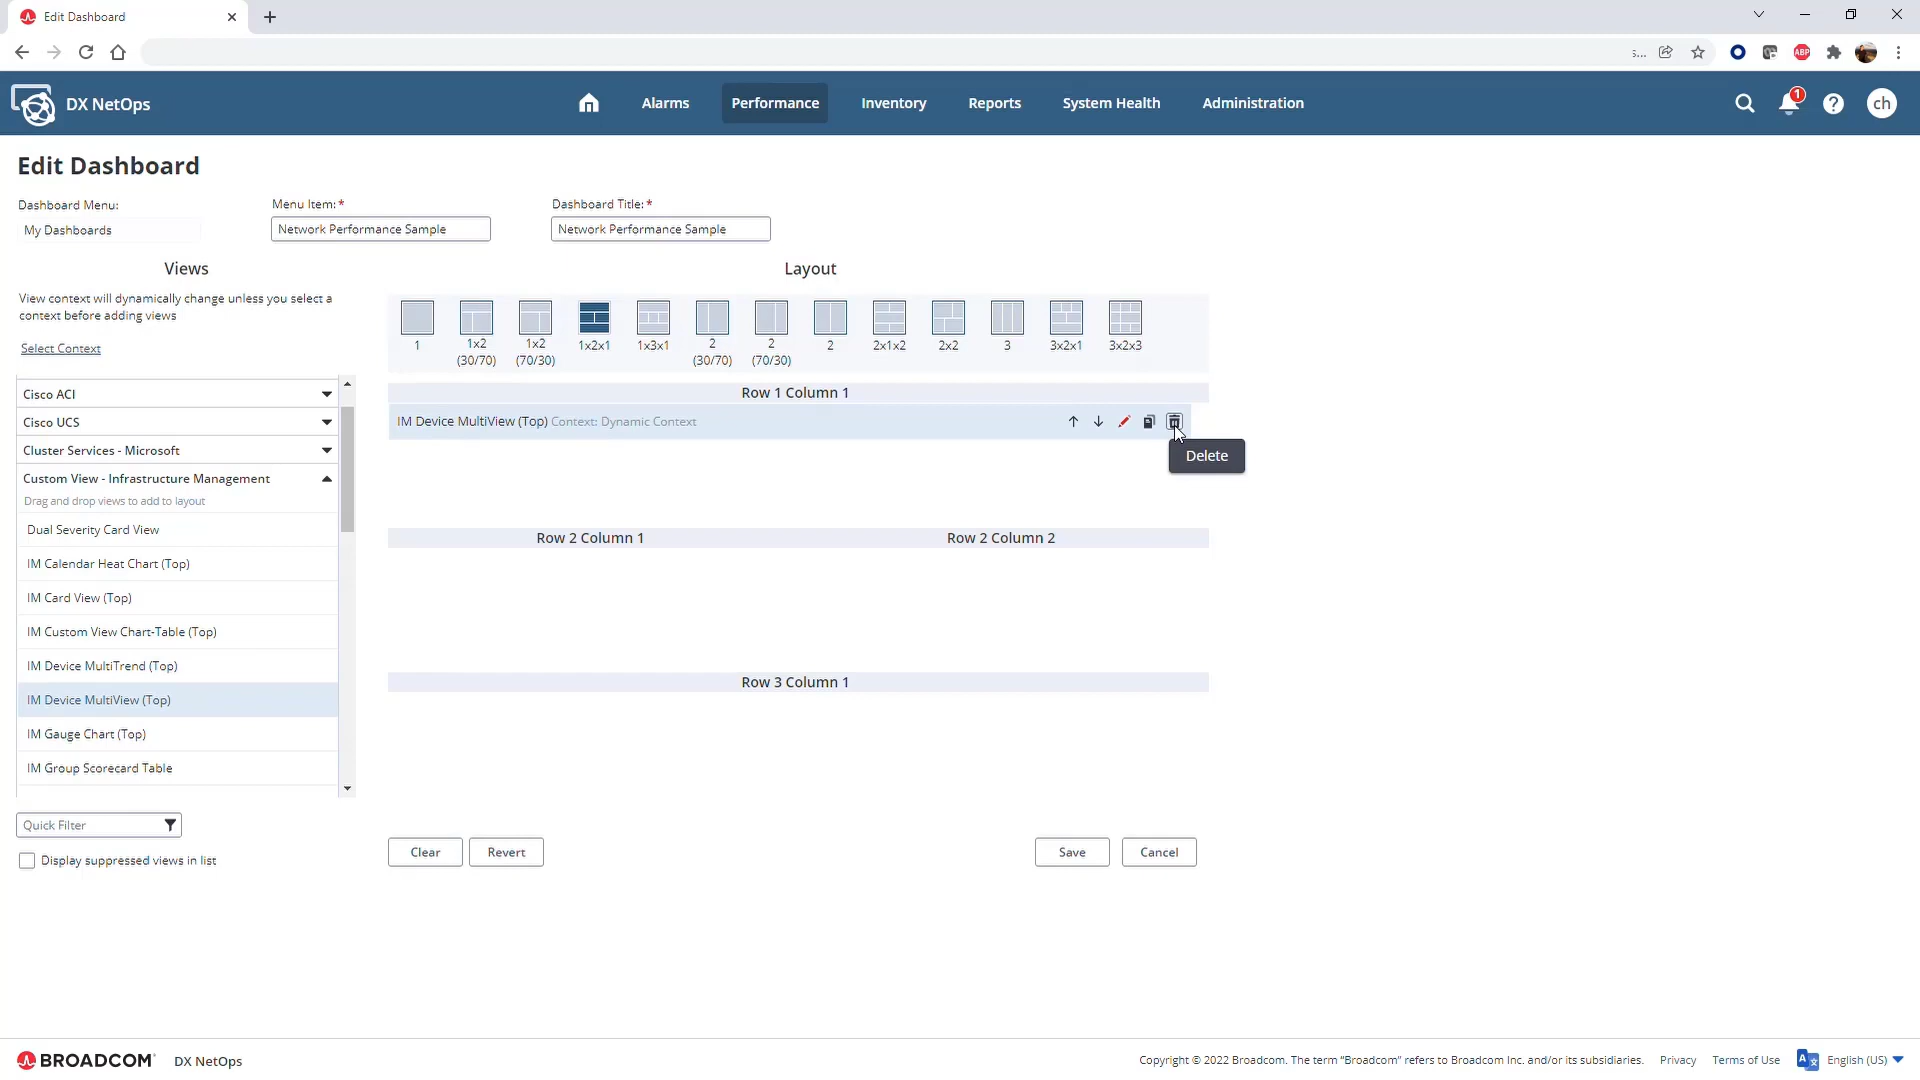 Edit Dashboard
s...
ABP
DX NetOps
Alarms
Performance
Inventory
Reports
System Health
Administration
1
?
ch
Edit Dashboard
Dashboard Menu:
Menu Item:*
Dashboard Title:*
My Dashboards
Network Performance Sample
Network Performance Sample
Views
Layout
View context will dynamically change unless you select a
context before adding views
Select Context
1
1x2
(30/70)
1x2
(70/30)
1x2x1
1x3x1
2
(30/70)
2
(70/30)
2
2x1x2
2x2
3
3x2x1
3x2x3
Cisco ACI
Cisco UCS
Cluster Services - Microsoft
Custom View - Infrastructure Management
Drag and drop views to add to layout
Dual Severity Card View
IM Calendar Heat Chart (Top)
IM Card View (Top)
IM Custom View Chart-Table (Top)
IM Device MultiTrend (Top)
IM Device MultiView (Top)
IM Gauge Chart (Top)
IM Group Scorecard Table
Row 1 Column 1
IM Device MultiView (Top) Context: Dynamic Context
Delete
Row 2 Column 1
Row 2 Column 2
Row 3 Column 1
Quick Filter
Display suppressed views in list
Clear
Revert
Save
Cancel
BROADCOM
DX NetOps
Copyright © 2022 Broadcom. The term "Broadcom" refers to Broadcom Inc. and/or its subsidiaries.
Privacy
Terms of Use
English (US)